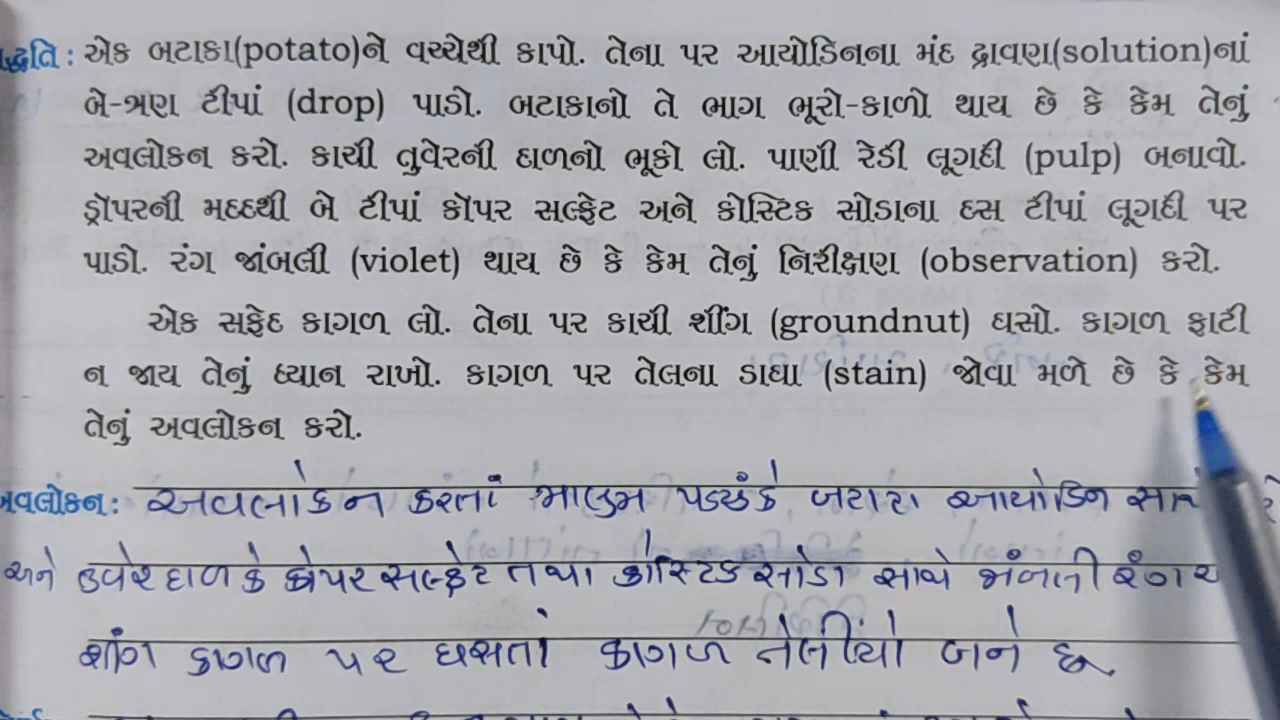 દ્ધતિ : એક બટાકા(potato)ને વચ્ચેથી કાપો. તેના પર આયોડિનના મંદ દ્રાવણ(solution)નાં
બે-ત્રણ ટીપાં (drop) પાડો. બટાકાનો તે ભાગ ભૂરો-કાળો થાય છે કે કેમ તેનું
અવલોકન કરો. કાચી તુવેરની દાળનો ભૂકો લો. પાણી રેડી લૂગદી (pulp) બનાવો.
ડ્રૉપરની મદદથી બે ટીપાં કૉપર સલ્ફેટ અને કોસ્ટિક સોડાના દસ ટીપાં લૂગદી પર
પાડો. રંગ જાંબલી (violet) થાય છે કે કેમ તેનું નિરીક્ષણ (observation) કરો.
એક સફેદ કાગળ લો. તેના પર કાચી શીંગ (groundnut) ઘસો. કાગળ ફાટી
ન જાય તેનું ધ્યાન રાખો. કાગળ પર તેલના ડાઘા (stain) જોવા મળે છે કે કેમ
તેનું અવલોકન કરો.
અવલોકન : અવલોકન કરતાં માલુમ પડ્યું કે બટાટા આયોડિન
અને તુવેર દાળ કે કોપર સલ્ફેટ તથા કોસ્ટિક સોડા સાથે જાંબલી રંગ
શીંગ કાગળ પર ઘસતાં કાગળ તેલીયો બને છે